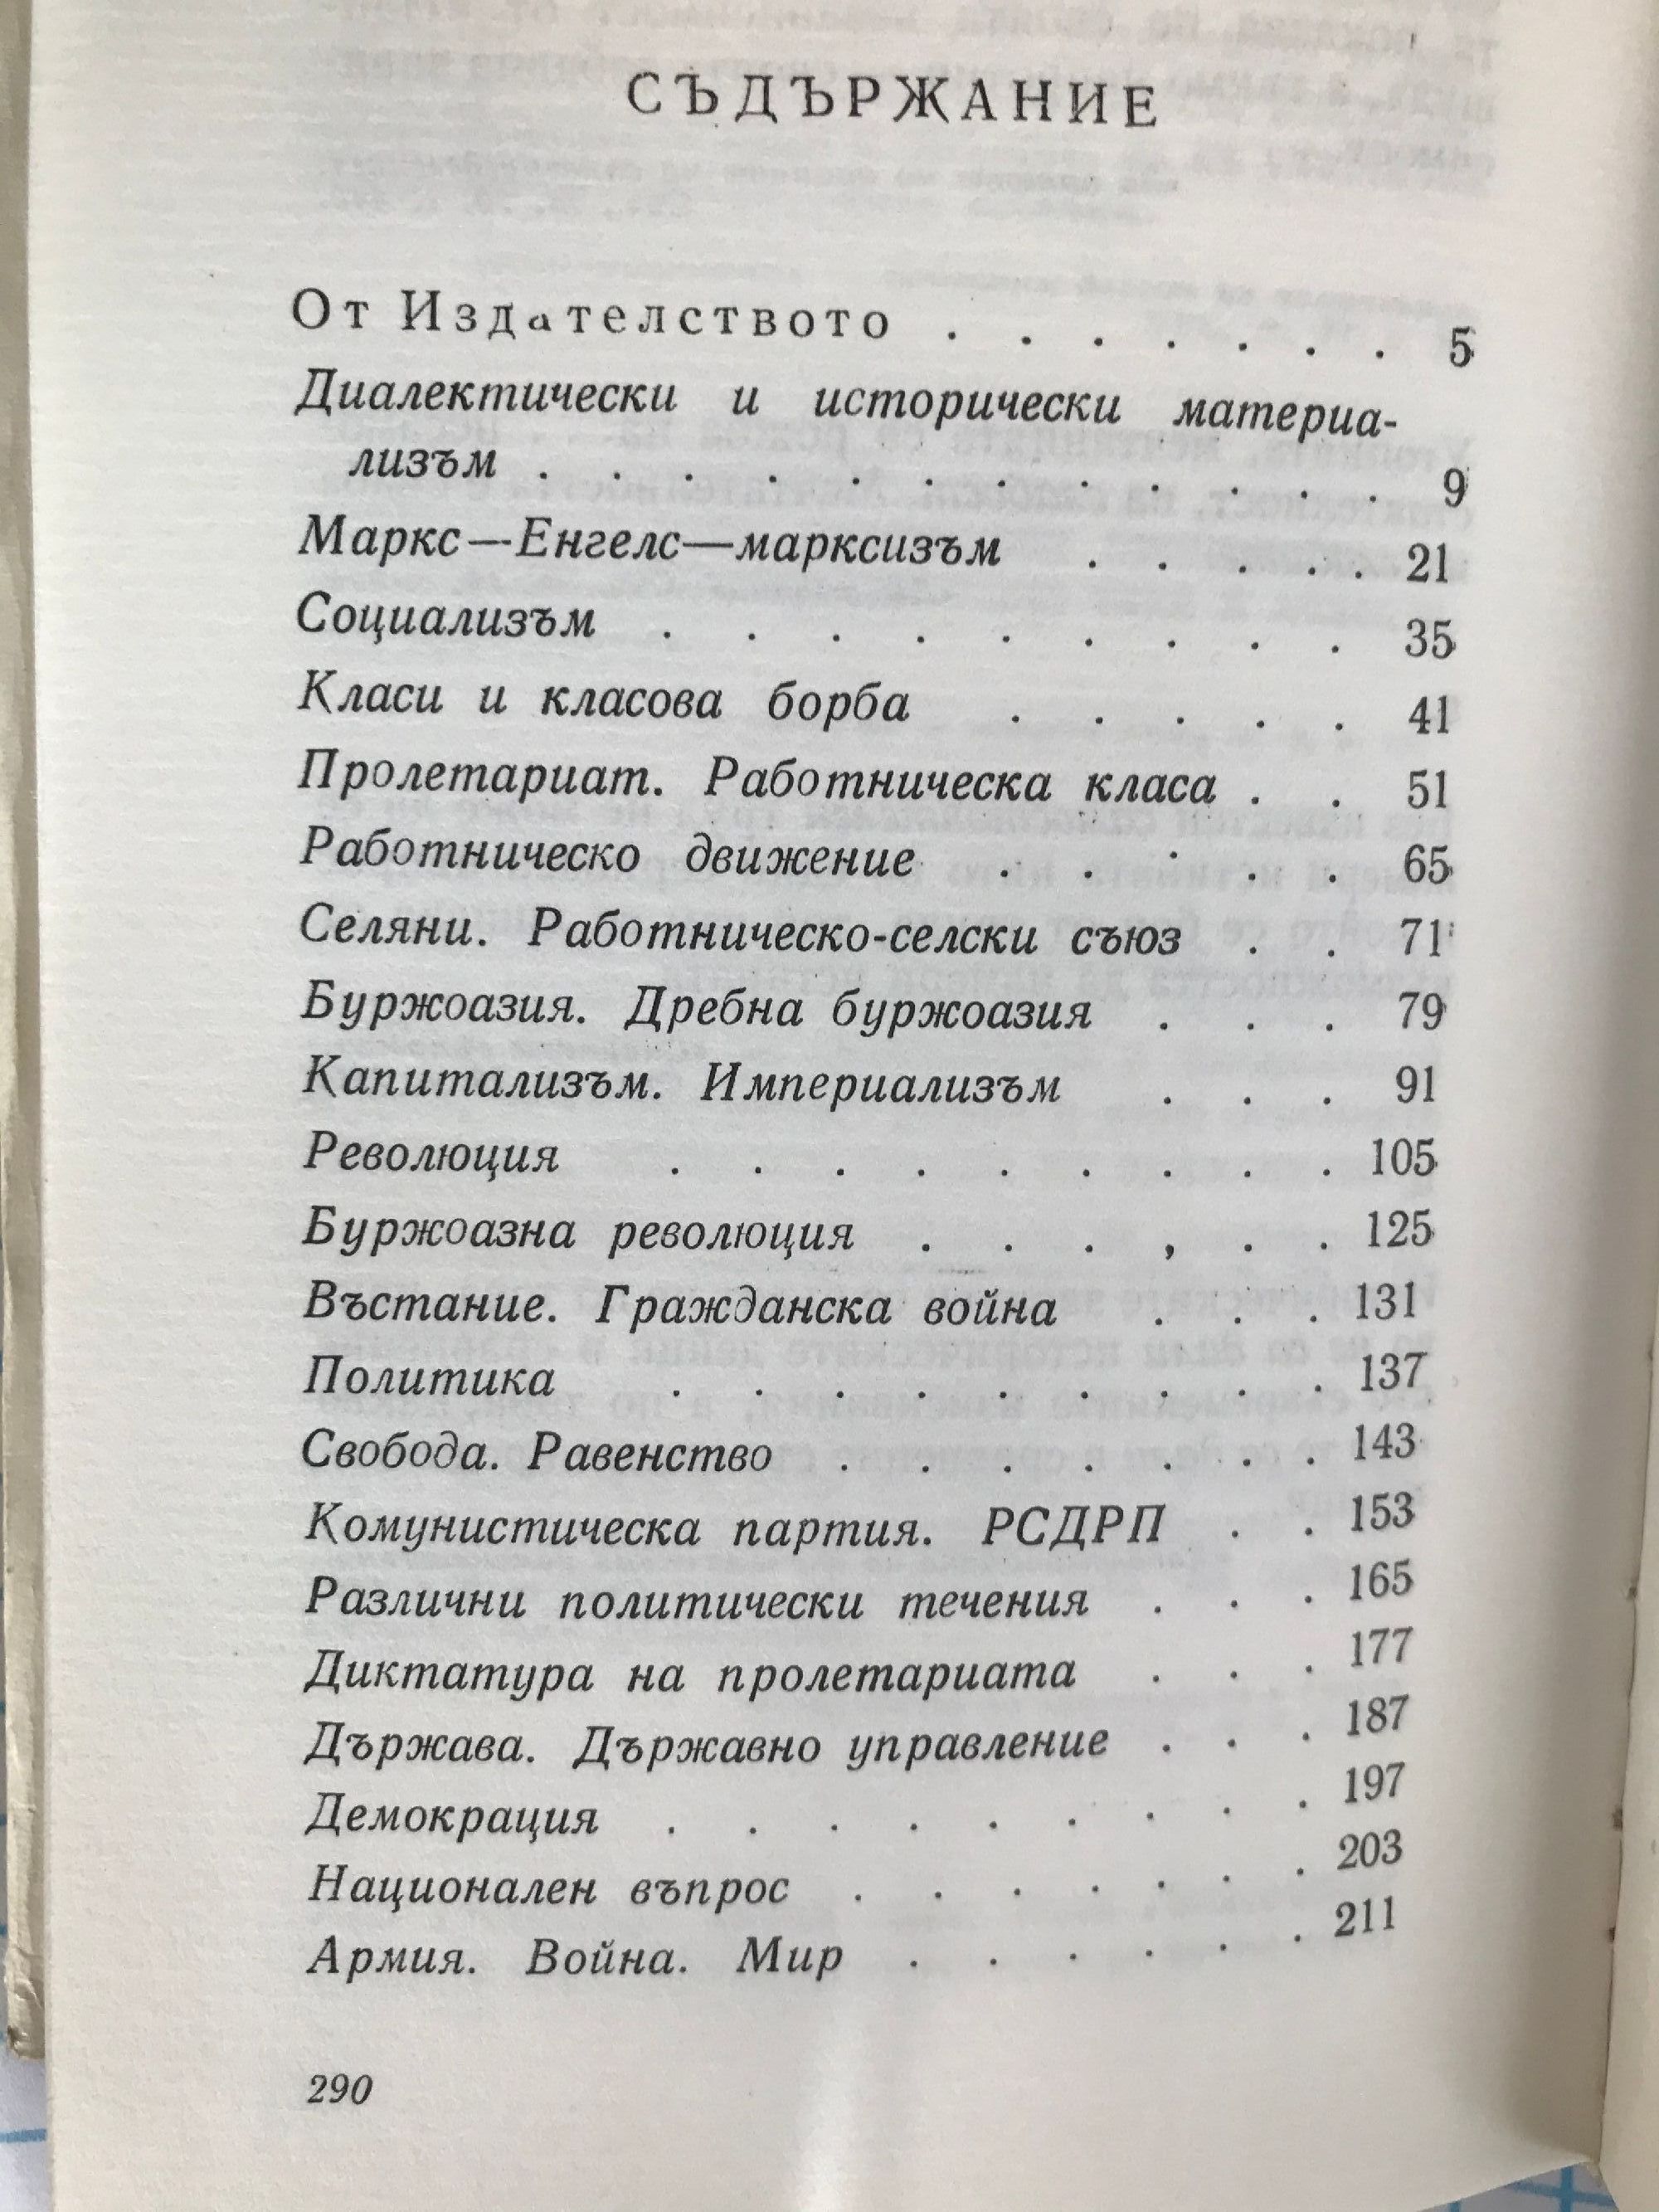 СЪДЪРЖАНИЕ
От Издателството . . . . . . . 5
Диалектически и исторически материа-
лизъм . . . . . . . . . . . . 9
Маркс—Енгелс—марксизъм . . . . . 21
Социализъм . . . . . . . . . 35
Класи и класова борба . . . . . 41
Пролетариат. Работническа класа . . 51
Работническо движение . . . . . 65
Селяни. Работническо-селски съюз . . 71
Буржоазия. Дребна буржоазия . . . 79
Капитализъм. Империализъм . . . 91
Революция . . . . . . . . . 105
Буржоазна революция . . . , . . 125
Въстание. Гражданска война . . . 131
Политика . . . . . . . . . 137
Свобода. Равенство . . . . . . . 143
Комунистическа партия. РСДРП . . 153
Различни политически течения . . . 165
Диктатура на пролетариата . . . 177
Държава. Държавно управление . . . 187
Демокрация . . . . . . . . . 197
Национален въпрос . . . . . . . 203
Армия. Война. Мир . . . . . . 211
290